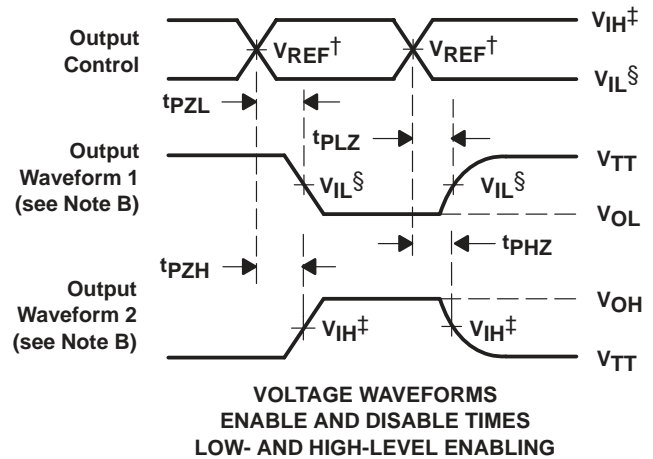 Output
Control
VREF†
VREF†
VIH‡
VIL§
tPZL
tPLZ
Output
Waveform 1
(see Note B)
VIL§
VIL§
VTT
VOL
tPZH
tPHZ
Output
Waveform 2
(see Note B)
VIH‡
VIH‡
VOH
VTT
VOLTAGE WAVEFORMS
ENABLE AND DISABLE TIMES
LOW- AND HIGH-LEVEL ENABLING